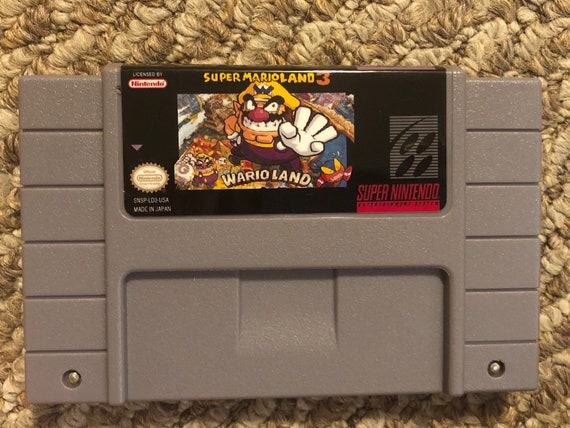 LICENSED BY
Nintendo
SUPER MARIOLAND 3
WARIO LAND
SNSP-LD3-USA
MADE IN JAPAN
SUPER NINTENDO
ENTERTAINMENT SYSTEM